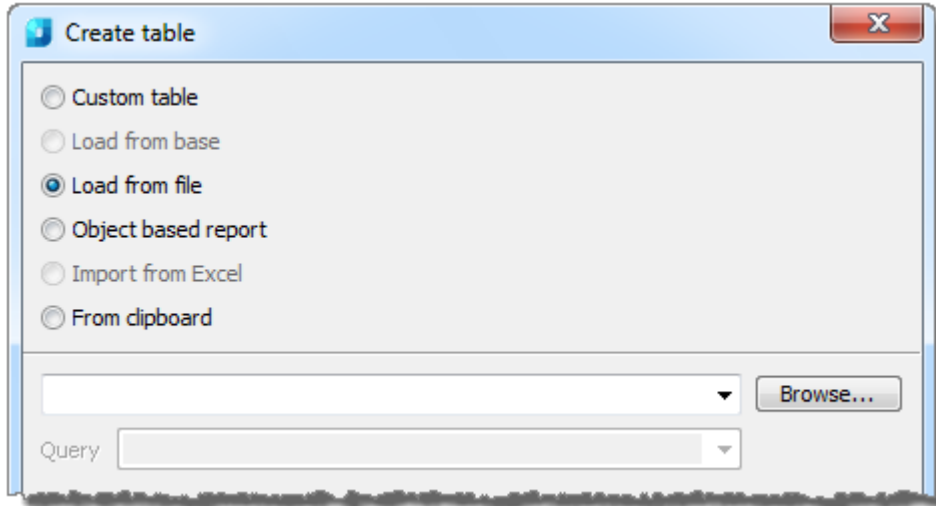 Create table
Custom table
Load from base
Load from file
Object based report
Import from Excel
From clipboard
Browse...
Query